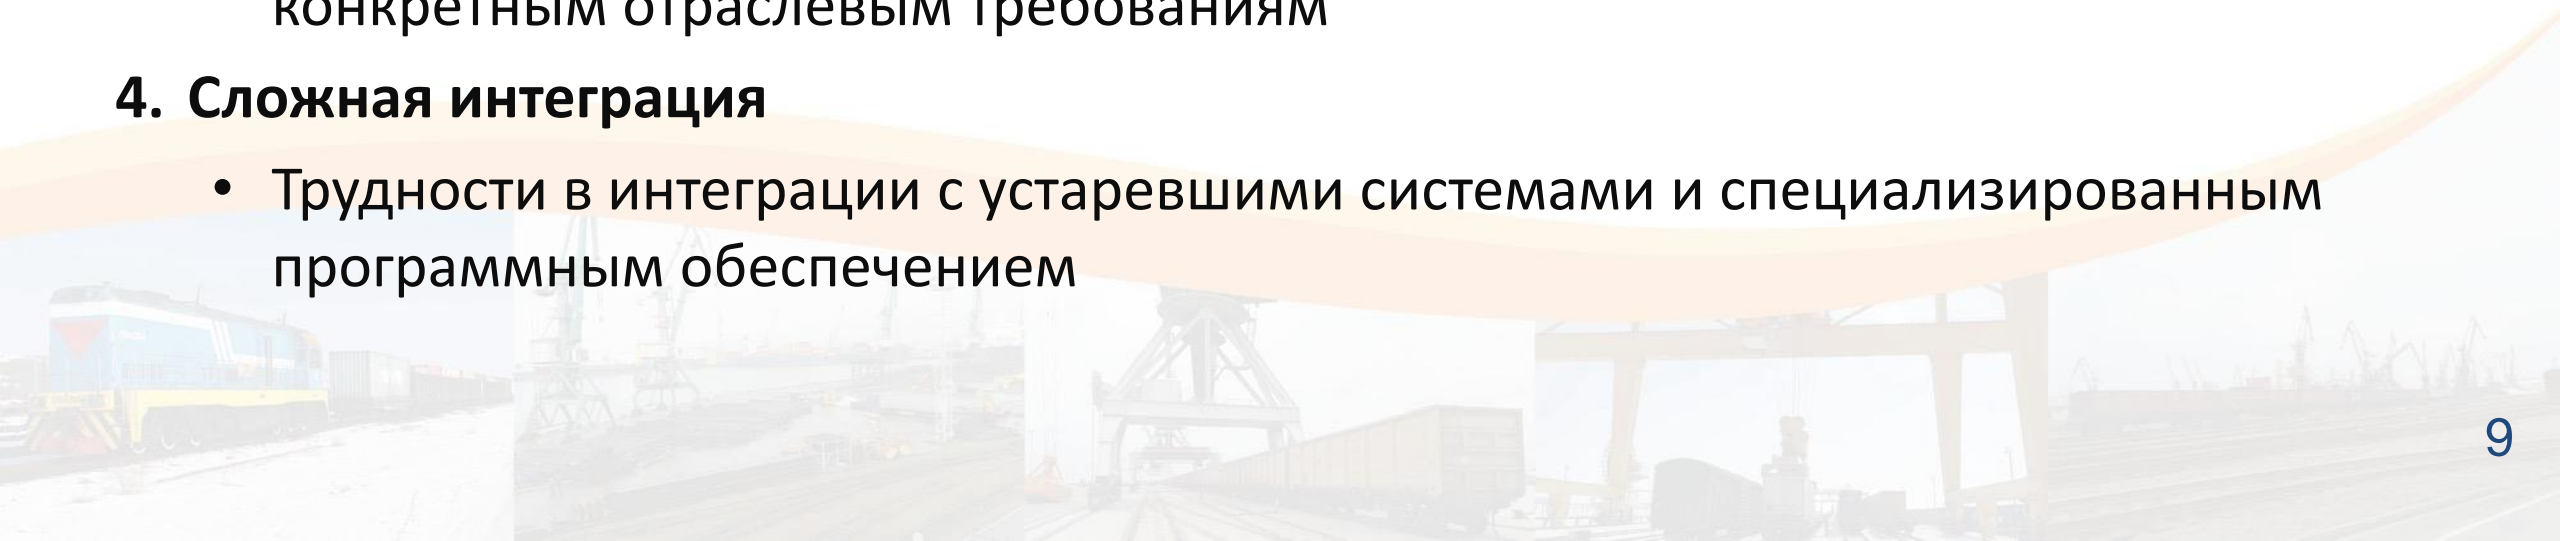 конкретным отраслевым требованиям
4. Сложная интеграция
• Трудности в интеграции с устаревшими системами и специализированным
программным обеспечением
9